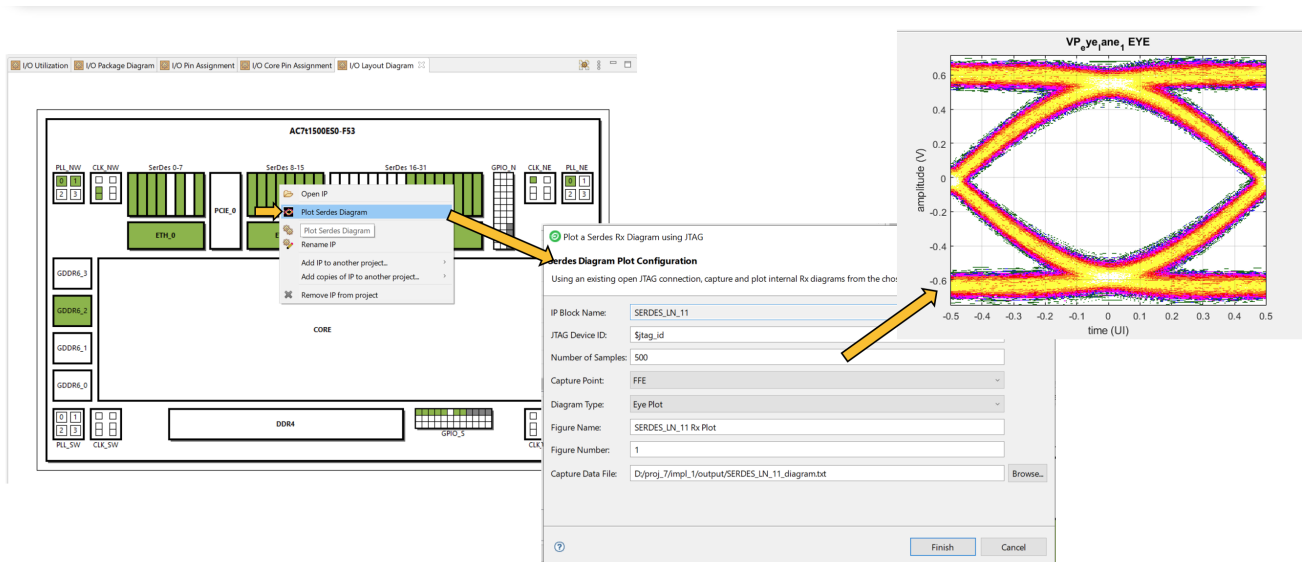 I/O Utilization I/O Package Diagram I/O Pin Assignment I/O Core Pin Assignment I/O Layout Diagram
AC7t1500ES0-F53
PLL_NW CLK_NW SerDes 0-7 SerDes 8-15 SerDes 16-31 GPIO_N CLK_NE PLL_NE
0 1
2 3
0 1
2 3
PCIE_0
ETH_0
E
GDDR6_3
GDDR6_2
GDDR6_1
GDDR6_0
CORE
0 1
2 3
PLL_SW CLK_SW
DDR4
GPIO_S
CLK_
Open IP
Plot Serdes Diagram
Plot Serdes Diagram
Rename IP
Add IP to another project...
Add copies of IP to another project...
Remove IP from project
Plot a Serdes Rx Diagram using JTAG
Serdes Diagram Plot Configuration
Using an existing open JTAG connection, capture and plot internal Rx diagrams from the cho
IP Block Name: SERDES_LN_11
JTAG Device ID: $jtag_id
Number of Samples: 500
Capture Point: FFE
Diagram Type: Eye Plot
Figure Name: SERDES_LN_11 Rx Plot
Figure Number: 1
Capture Data File: D:/proj_7/impl_1/output/SERDES_LN_11_diagram.txt Browse...
Finish Cancel
VP_eye_lane_1 EYE
amplitude (V)
0.6
0.4
0.2
0
-0.2
-0.4
-0.6
-0.5 -0.4 -0.3 -0.2 -0.1 0 0.1 0.2 0.3 0.4 0.5
time (UI)